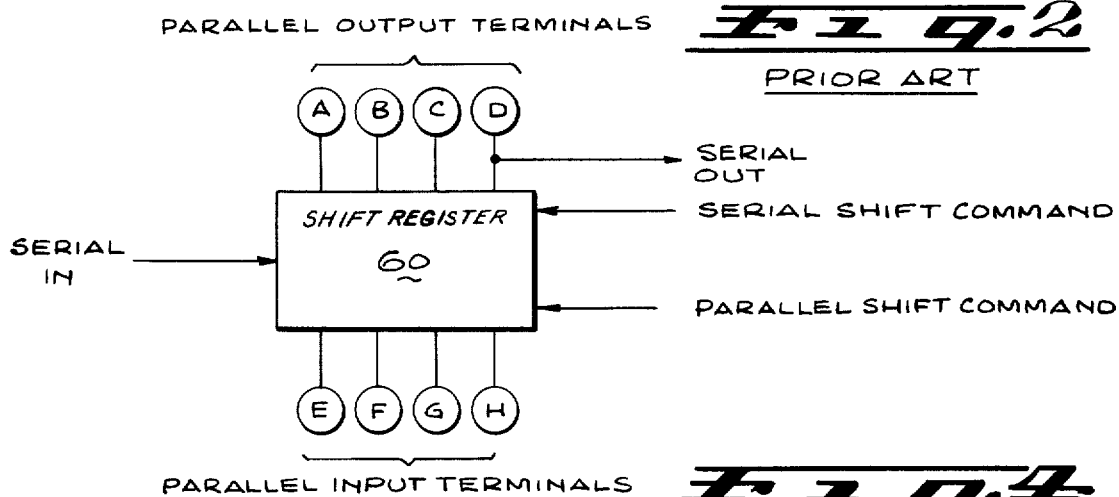 PARALLEL OUTPUT TERMINALS
Fig. 2
PRIOR ART
A B C D
SERIAL
OUT
SHIFT REGISTER
SERIAL SHIFT COMMAND
SERIAL
IN
60
PARALLEL SHIFT COMMAND
E F G H
PARALLEL INPUT TERMINALS
Fig. 4